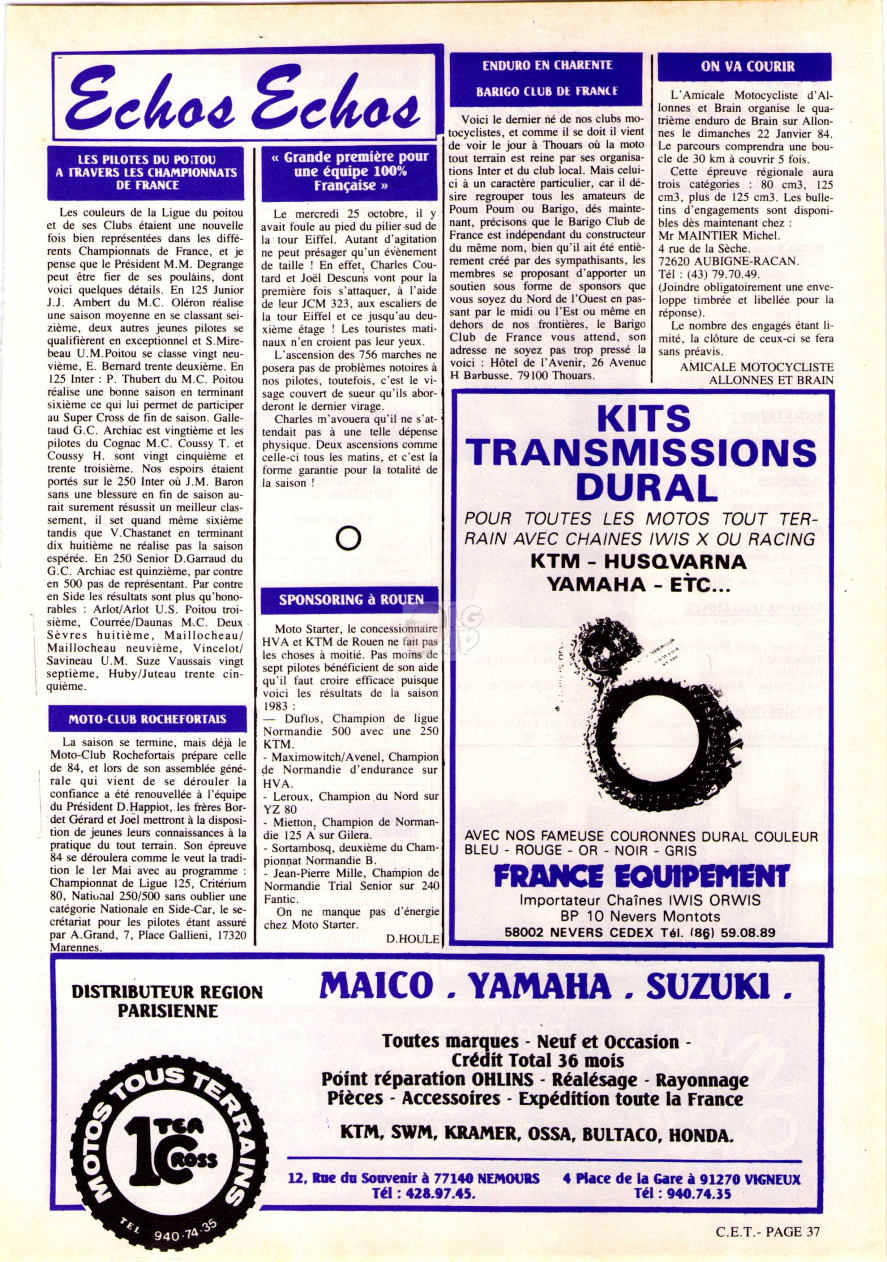 Echos Echos
LES PILOTES DU POITOU
A TRAVERS LES CHAMPIONNATS
DE FRANCE
Les couleurs de la Ligue du poitou
et de ses Clubs étaient une nouvelle
fois bien représentées dans les diffé-
rents Championnats de France, et je
pense que le Président M.M. Degrange
peut être fier de ses poulains, dont
voici quelques détails. En 125 Junior
J.J. Ambert du M.C. Oléron réalise
une saison moyenne en se classant sei-
zième, deux autres jeunes pilotes se
qualifièrent en exceptionnel et S.Mire-
beau U.M.Poitou se classe vingt neu-
vième, E. Bernard trente deuxième. En
125 Inter : P. Thubert du M.C. Poitou
réalise une bonne saison en terminant
sixième ce qui lui permet de participer
au Super Cross de fin de saison. Galle-
taud G.C. Archiac est vingtième et les
pilotes du Cognac M.C. Coussy T. et
Coussy H. sont vingt cinquième et
trente troisième. Nos espoirs étaient
portés sur le 250 Inter où J.M. Baron
sans une blessure en fin de saison au-
rait surement résussit un meilleur clas-
sement, il set quand même sixième
tandis que V.Chastanet en terminant
dix huitième ne réalise pas la saison
espérée. En 250 Senior D.Garraud du
G.C. Archiac est quinzième, par contre
en 500 pas de représentant. Par contre
en Side les résultats sont plus qu'hono-
rables : Arlot/Arlot U.S. Poitou troi-
sième, Courrée/Daunas M.C. Deux
Sèvres huitième, Maillocheau/
Maillocheau neuvième, Vincelot/
Savineau U.M. Suze Vaussais vingt
septième, Huby/Juteau trente cin-
quième.
MOTO-CLUB ROCHEFORTAIS
La saison se termine, mais déjà le
Moto-Club Rochefortais prépare celle
de 84, et lors de son assemblée géné-
rale qui vient de se dérouler la
confiance a été renouvellée à l'équipe
du Président D.Happiot, les frères Bor-
det Gérard et Joël mettront à la disposi-
tion de jeunes leurs connaissances à la
pratique du tout terrain. Son épreuve
84 se déroulera comme le veut la tradi-
tion le 1er Mai avec au programme :
Championnat de Ligue 125, Critérium
80, National 250/500 sans oublier une
catégorie Nationale en Side-Car, le se-
crétariat pour les pilotes étant assuré
par A.Grand, 7, Place Gallieni, 17320
Marennes.
« Grande première pour
une équipe 100%
Française »
Le mercredi 25 octobre, il y
avait foule au pied du pilier sud de
la tour Eiffel. Autant d'agitation
ne peut présager qu'un évènement
de taille ! En effet, Charles Cou-
tard et Joël Descuns vont pour la
première fois s'attaquer, à l'aide
de leur JCM 323, aux escaliers de
la tour Eiffel et ce jusqu'au deu-
xième étage ! Les touristes mati-
naux n'en croient pas leur yeux.
L'ascension des 756 marches ne
posera pas de problèmes notoires à
nos pilotes, toutefois, c'est le vi-
sage couvert de sueur qu'ils abor-
deront le dernier virage.
Charles m'avouera qu'il ne s'at-
tendait pas à une telle dépense
physique. Deux ascensions comme
celle-ci tous les matins, et c'est la
forme garantie pour la totalité de
la saison !
SPONSORING à ROUEN
Moto Starter, le concessionnaire
HVA et KTM de Rouen ne fait pas
les choses à moitié. Pas moins de
sept pilotes bénéficient de son aide
qu'il faut croire efficace puisque
voici les résultats de la saison
1983 :
— Duflos, Champion de ligue
Normandie 500 avec une 250
KTM.
- Maximowitch/Avenel, Champion
de Normandie d'endurance sur
HVA.
- Leroux, Champion du Nord sur
YZ 80
- Mietton, Champion de Norman-
die 125 A sur Gilera.
- Sortambosq, deuxième du Cham-
pionnat Normandie B.
- Jean-Pierre Mille, Champion de
Normandie Trial Senior sur 240
Fantic.
On ne manque pas d'énergie
chez Moto Starter.
D.HOULE
ENDURO EN CHARENTE
BARIGO CLUB DE FRANCE
Voici le dernier né de nos clubs mo-
tocyclistes, et comme il se doit il vient
de voir le jour à Thouars où la moto
tout terrain est reine par ses organisa-
tions Inter et du club local. Mais celui-
ci à un caractère particulier, car il dé-
sire regrouper tous les amateurs de
Poum Poum ou Barigo, dés mainte-
nant, précisons que le Barigo Club de
France est indépendant du constructeur
du même nom, bien qu'il ait été entiè-
rement créé par des sympathisants, les
membres se proposant d'apporter un
soutien sous forme de sponsors que
vous soyez du Nord de l'Ouest en pas-
sant par le midi ou l'Est ou même en
dehors de nos frontières, le Barigo
Club de France vous attend, son
adresse ne soyez pas trop pressé la
voici : Hôtel de l'Avenir, 26 Avenue
H Barbusse. 79100 Thouars.
ON VA COURIR
L'Amicale Motocycliste d'Al-
lonnes et Brain organise le qua-
trième enduro de Brain sur Allon-
nes le dimanches 22 Janvier 84.
Le parcours comprendra une bou-
cle de 30 km à couvrir 5 fois.
Cette épreuve régionale aura
trois catégories : 80 cm3, 125
cm3, plus de 125 cm3. Les bulle-
tins d'engagements sont disponi-
bles dès maintenant chez :
Mr MAINTIER Michel.
4 rue de la Sèche.
72620 AUBIGNE-RACAN.
Tél : (43) 79.70.49.
(Joindre obligatoirement une enve-
loppe timbrée et libellée pour la
réponse).
Le nombre des engagés étant li-
mité, la clôture de ceux-ci se fera
sans préavis.
AMICALE MOTOCYCLISTE
ALLONNES ET BRAIN
KITS
TRANSMISSIONS
DURAL
POUR TOUTES LES MOTOS TOUT TER-
RAIN AVEC CHAINES IWIS X OU RACING
KTM - HUSQVARNA
YAMAHA - ETC...
AVEC NOS FAMEUSE COURONNES DURAL COULEUR
BLEU - ROUGE - OR - NOIR - GRIS
FRANCE EQUIPEMENT
Importateur Chaînes IWIS ORWIS
BP 10 Nevers Montots
58002 NEVERS CEDEX Tél. (86) 59.08.89
DISTRIBUTEUR REGION
PARISIENNE
MOTOS TOUS TERRAINS
1 TER
CROSS
TEL 940·74·35
MAICO . YAMAHA . SUZUKI .
Toutes marques - Neuf et Occasion -
Crédit Total 36 mois
Point réparation OHLINS - Réalésage - Rayonnage
Pièces - Accessoires - Expédition toute la France
KTM, SWM, KRAMER, OSSA, BULTACO, HONDA.
12, Rue du Souvenir à 77140 NEMOURS
Tél : 428.97.45.
4 Place de la Gare à 91270 VIGNEUX
Tél : 940.74.35
C.E.T.- PAGE 37